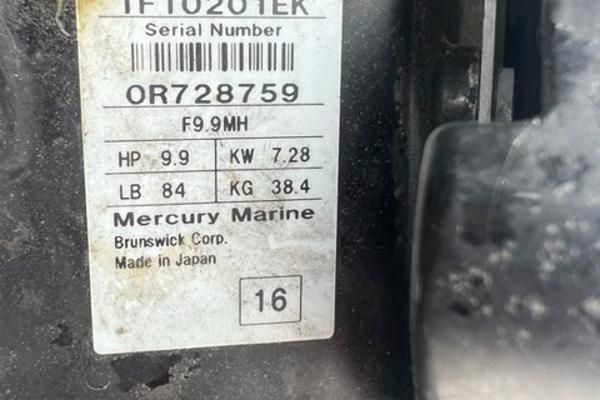 1F10201EK
Serial Number
0R728759
F9.9MH
HP 9.9 KW 7.28
LB 84 KG 38.4
Mercury Marine
Brunswick Corp.
Made in Japan
16